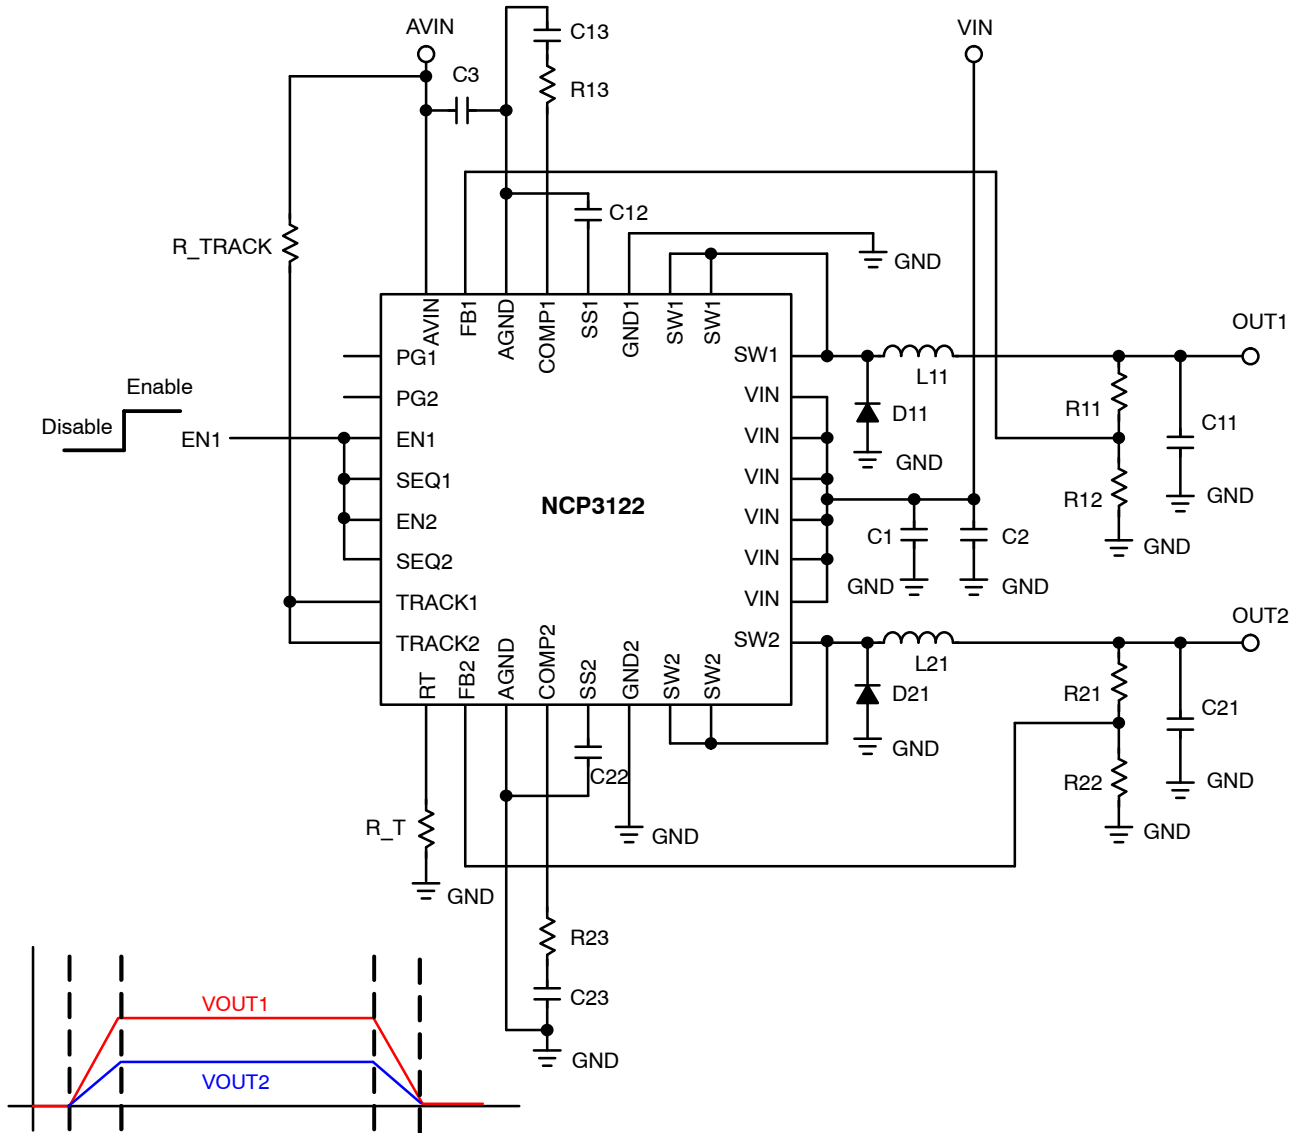 AVIN
VIN
C13
C3
R13
C12
R_TRACK
GND
AVIN
FB1
AGND
COMP1
SS1
GND1
SW1
SW1
OUT1
PG1
SW1
L11
Enable
PG2
VIN
D11
R11
C11
Disable
EN1
EN1
VIN
GND
SEQ1
VIN
R12
GND
NCP3122
EN2
VIN
C1
C2
GND
SEQ2
VIN
GND
GND
TRACK1
VIN
OUT2
TRACK2
SW2
L21
RT
FB2
AGND
COMP2
SS2
GND2
SW2
SW2
D21
R21
C21
GND
C22
R22
GND
R_T
GND
GND
GND
R23
C23
VOUT1
GND
VOUT2